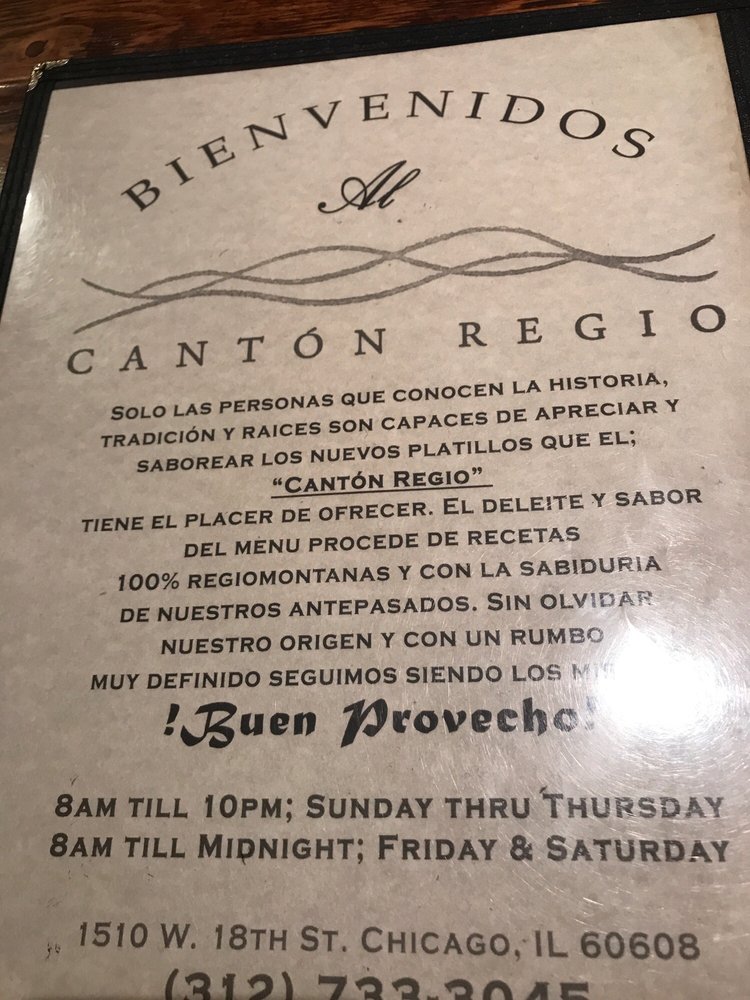 BIENVENIDOS
Al
CANTÓN REGIO
SOLO LAS PERSONAS QUE CONOCEN LA HISTORIA,
TRADICIÓN Y RAICES SON CAPACES DE APRECIAR Y
SABOREAR LOS NUEVOS PLATILLOS QUE EL;
"CANTÓN REGIO"
TIENE EL PLACER DE OFRECER. EL DELEITE Y SABOR
DEL MENU PROCEDE DE RECETAS
100% REGIOMONTANAS Y CON LA SABIDURIA
DE NUESTROS ANTEPASADOS. SIN OLVIDAR
NUESTRO ORIGEN Y CON UN RUMBO
MUY DEFINIDO SEGUIMOS SIENDO LOS
!Buen Provecho!
8AM TILL 10PM; SUNDAY THRU THURSDAY
8AM TILL MIDNIGHT; FRIDAY & SATURDAY
1510 W. 18TH ST. CHICAGO, IL 60608
(312) 733-3045